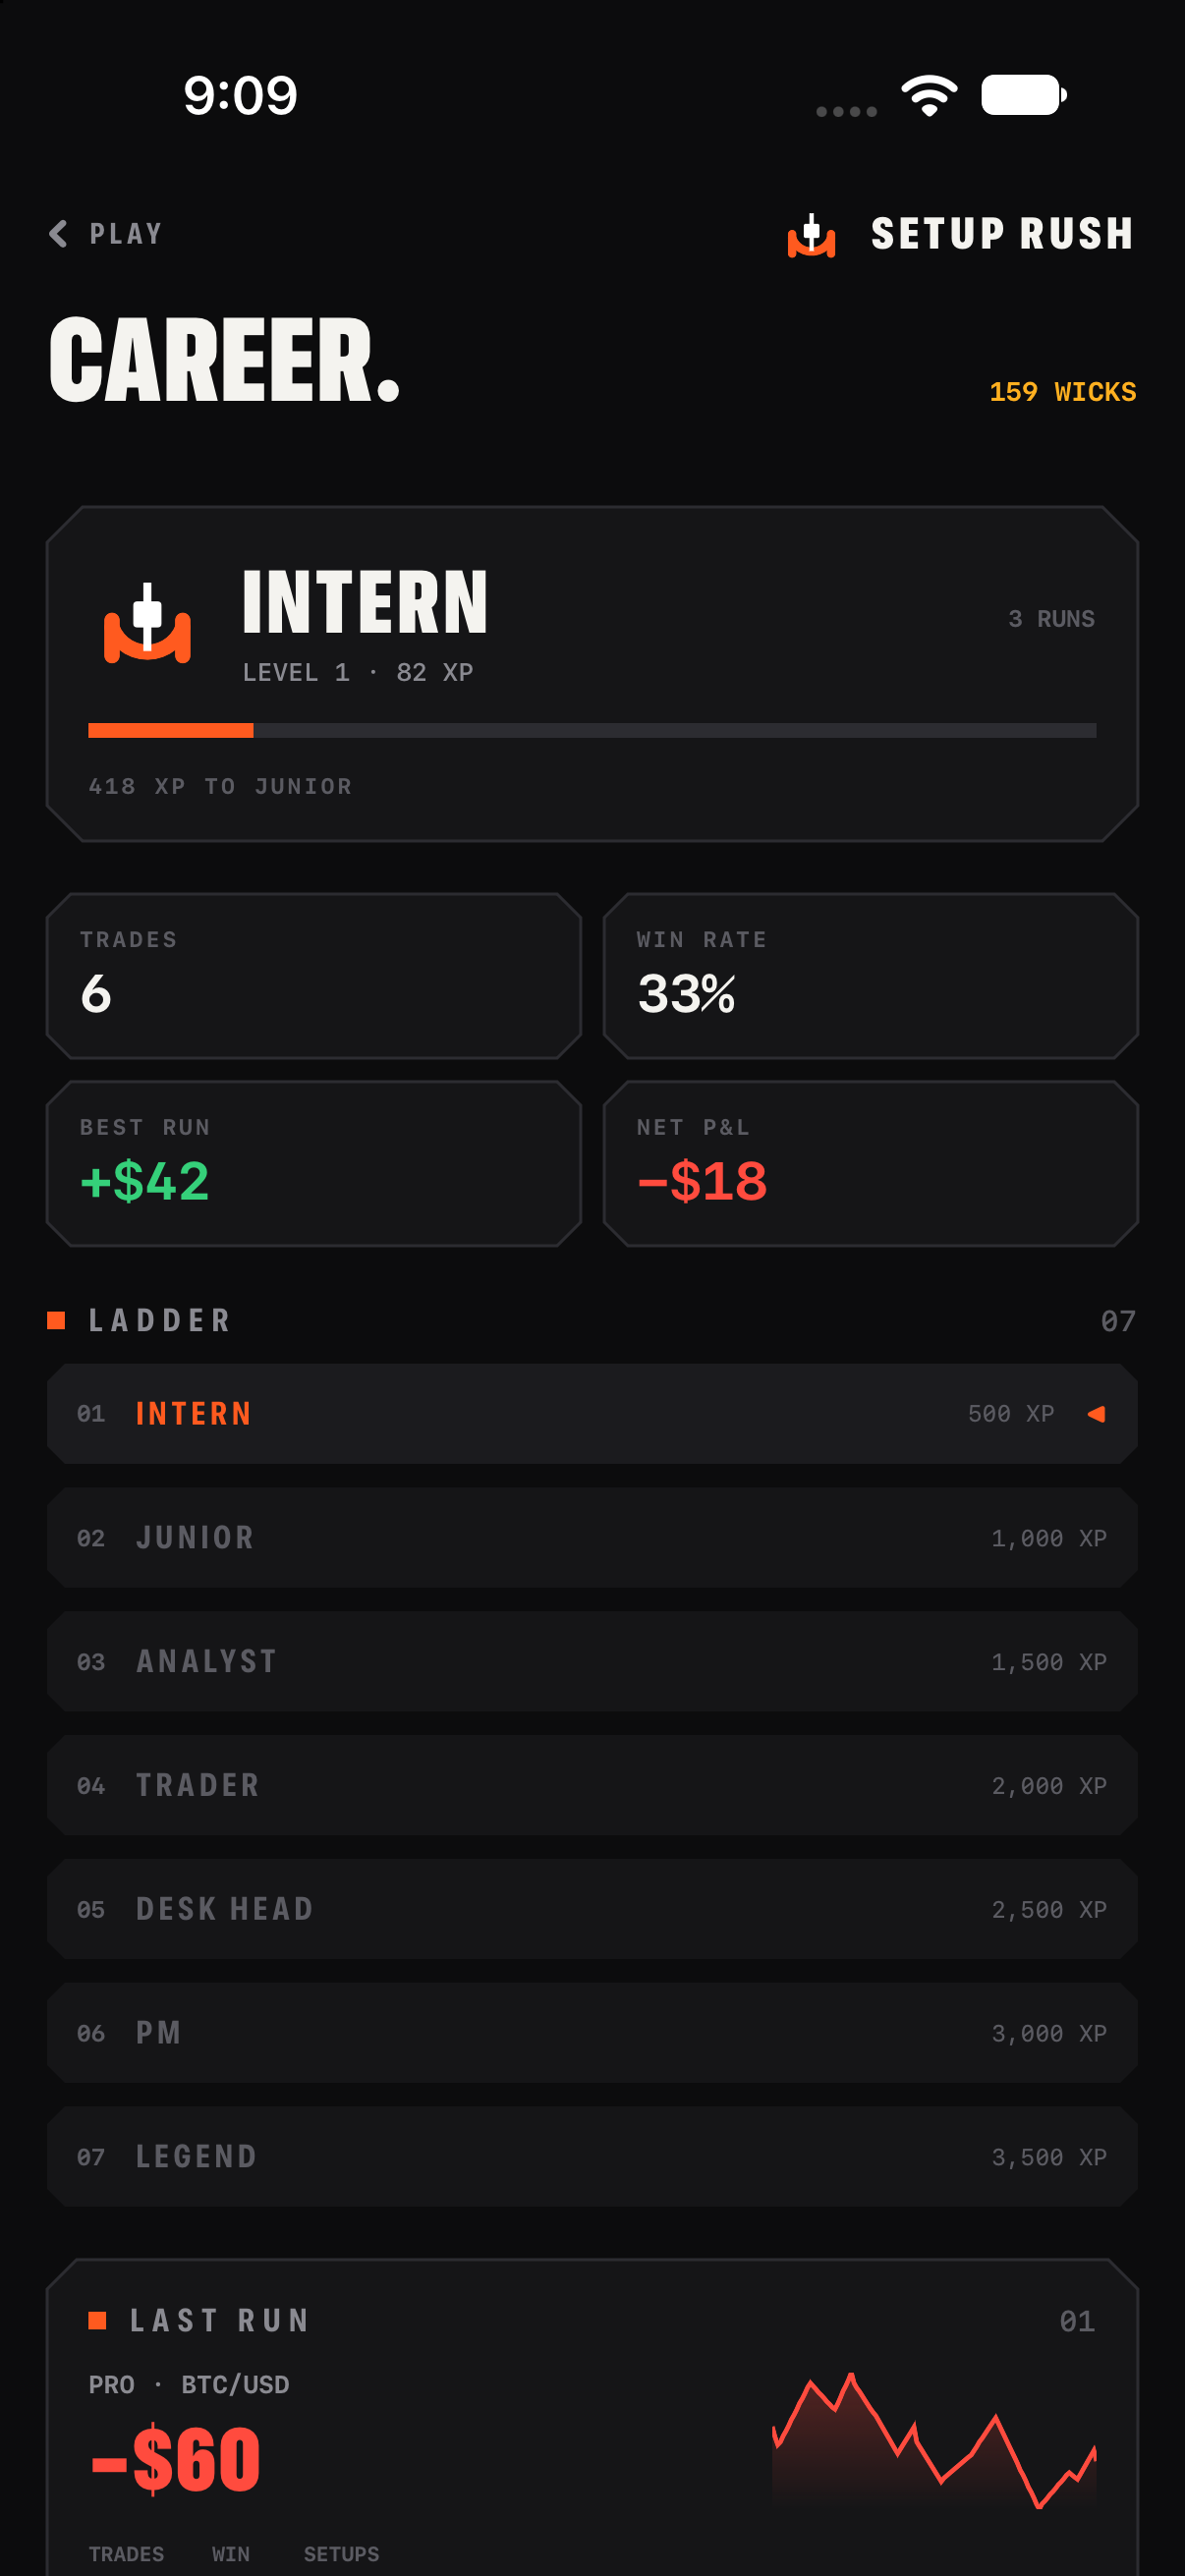 9:09
PLAY
SETUP RUSH
CAREER.
159 WICKS
INTERN
3 RUNS
LEVEL 1 · 82 XP
418 XP TO JUNIOR
TRADES
6
WIN RATE
33%
BEST RUN
+$42
NET P&L
−$18
LADDER
07
01 INTERN 500 XP
02 JUNIOR 1,000 XP
03 ANALYST 1,500 XP
04 TRADER 2,000 XP
05 DESK HEAD 2,500 XP
06 PM 3,000 XP
07 LEGEND 3,500 XP
LAST RUN 01
PRO · BTC/USD
−$60
TRADES WIN SETUPS